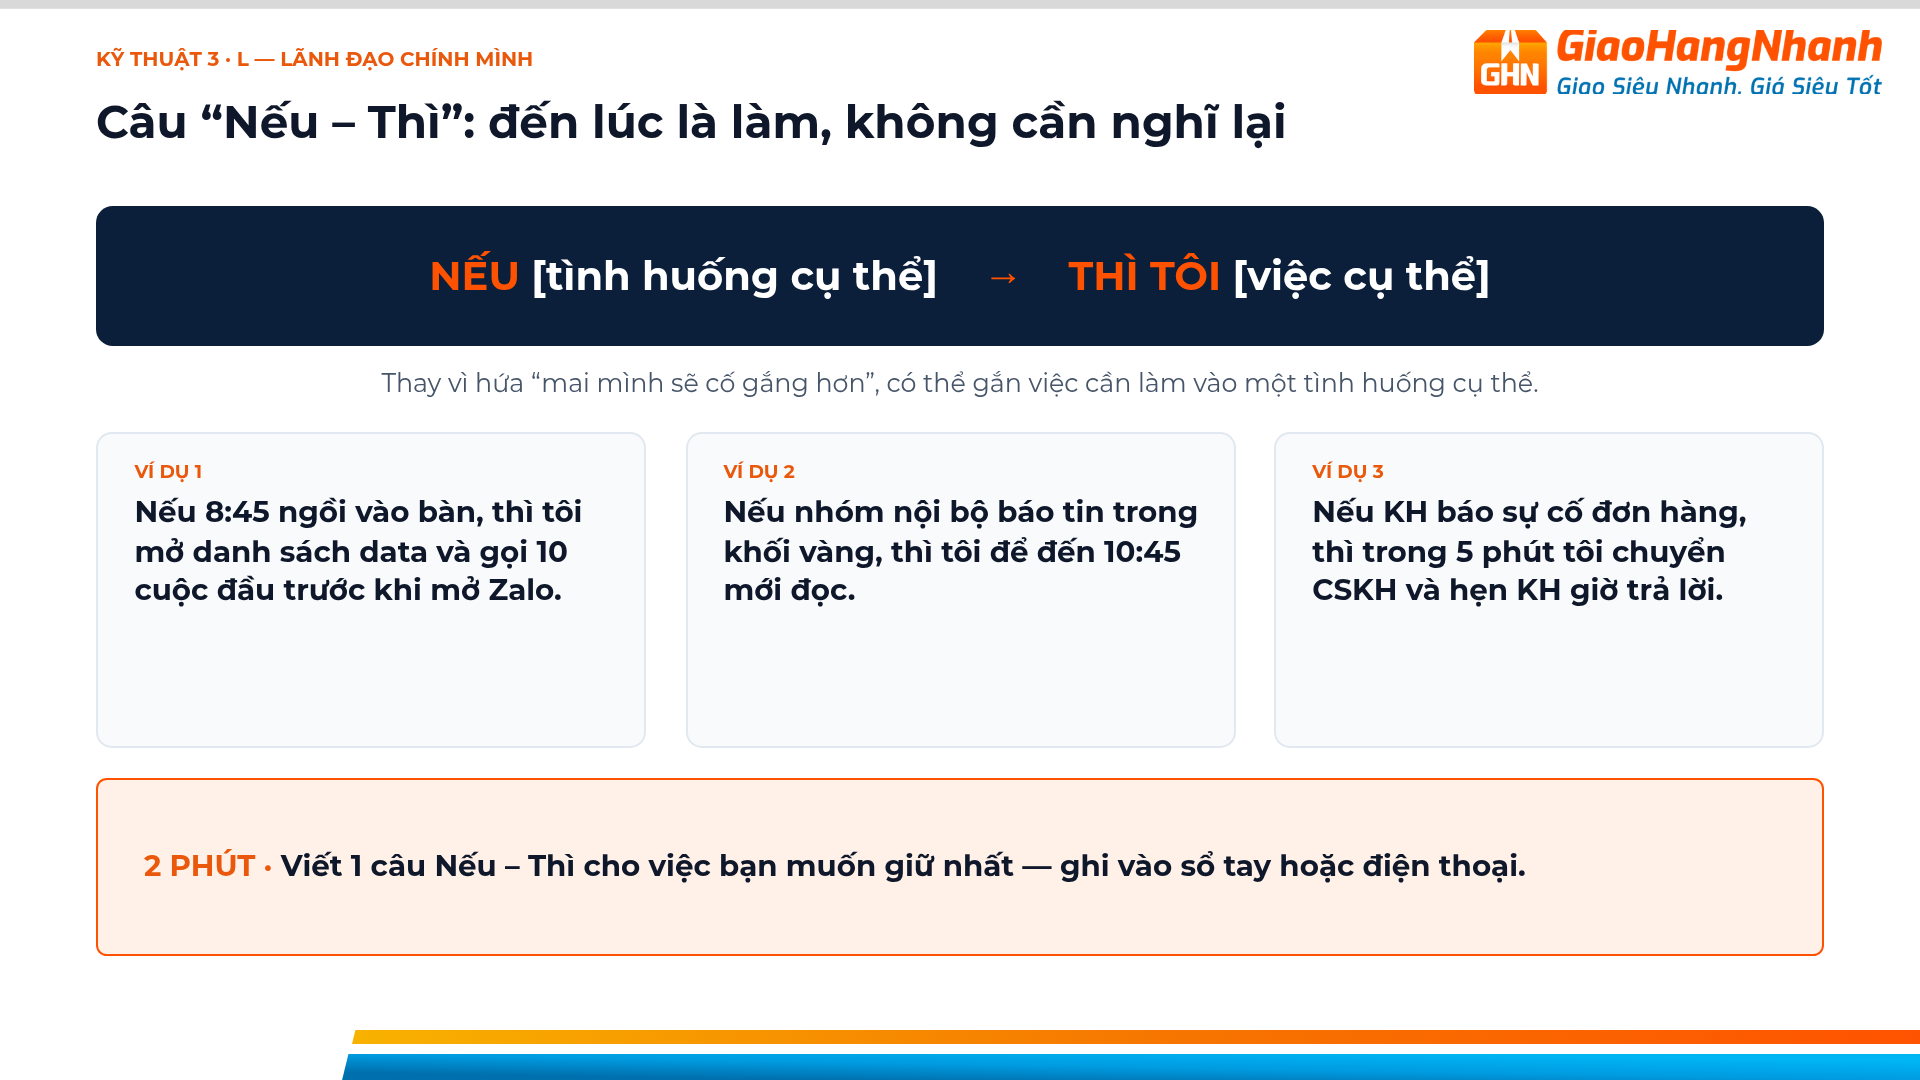 KỸ THUẬT 3 · L — LÃNH ĐẠO CHÍNH MÌNH
GHN
GiaoHangNhanh
Giao Siêu Nhanh. Giá Siêu Tốt
Câu “Nếu – Thì”: đến lúc là làm, không cần nghĩ lại
NẾU [tình huống cụ thể] → THÌ TÔI [việc cụ thể]
Thay vì hứa “mai mình sẽ cố gắng hơn”, có thể gắn việc cần làm vào một tình huống cụ thể.
VÍ DỤ 1
Nếu 8:45 ngồi vào bàn, thì tôi
mở danh sách data và gọi 10
cuộc đầu trước khi mở Zalo.
VÍ DỤ 2
Nếu nhóm nội bộ báo tin trong
khối vàng, thì tôi để đến 10:45
mới đọc.
VÍ DỤ 3
Nếu KH báo sự cố đơn hàng,
thì trong 5 phút tôi chuyển
CSKH và hẹn KH giờ trả lời.
2 PHÚT · Viết 1 câu Nếu – Thì cho việc bạn muốn giữ nhất — ghi vào sổ tay hoặc điện thoại.